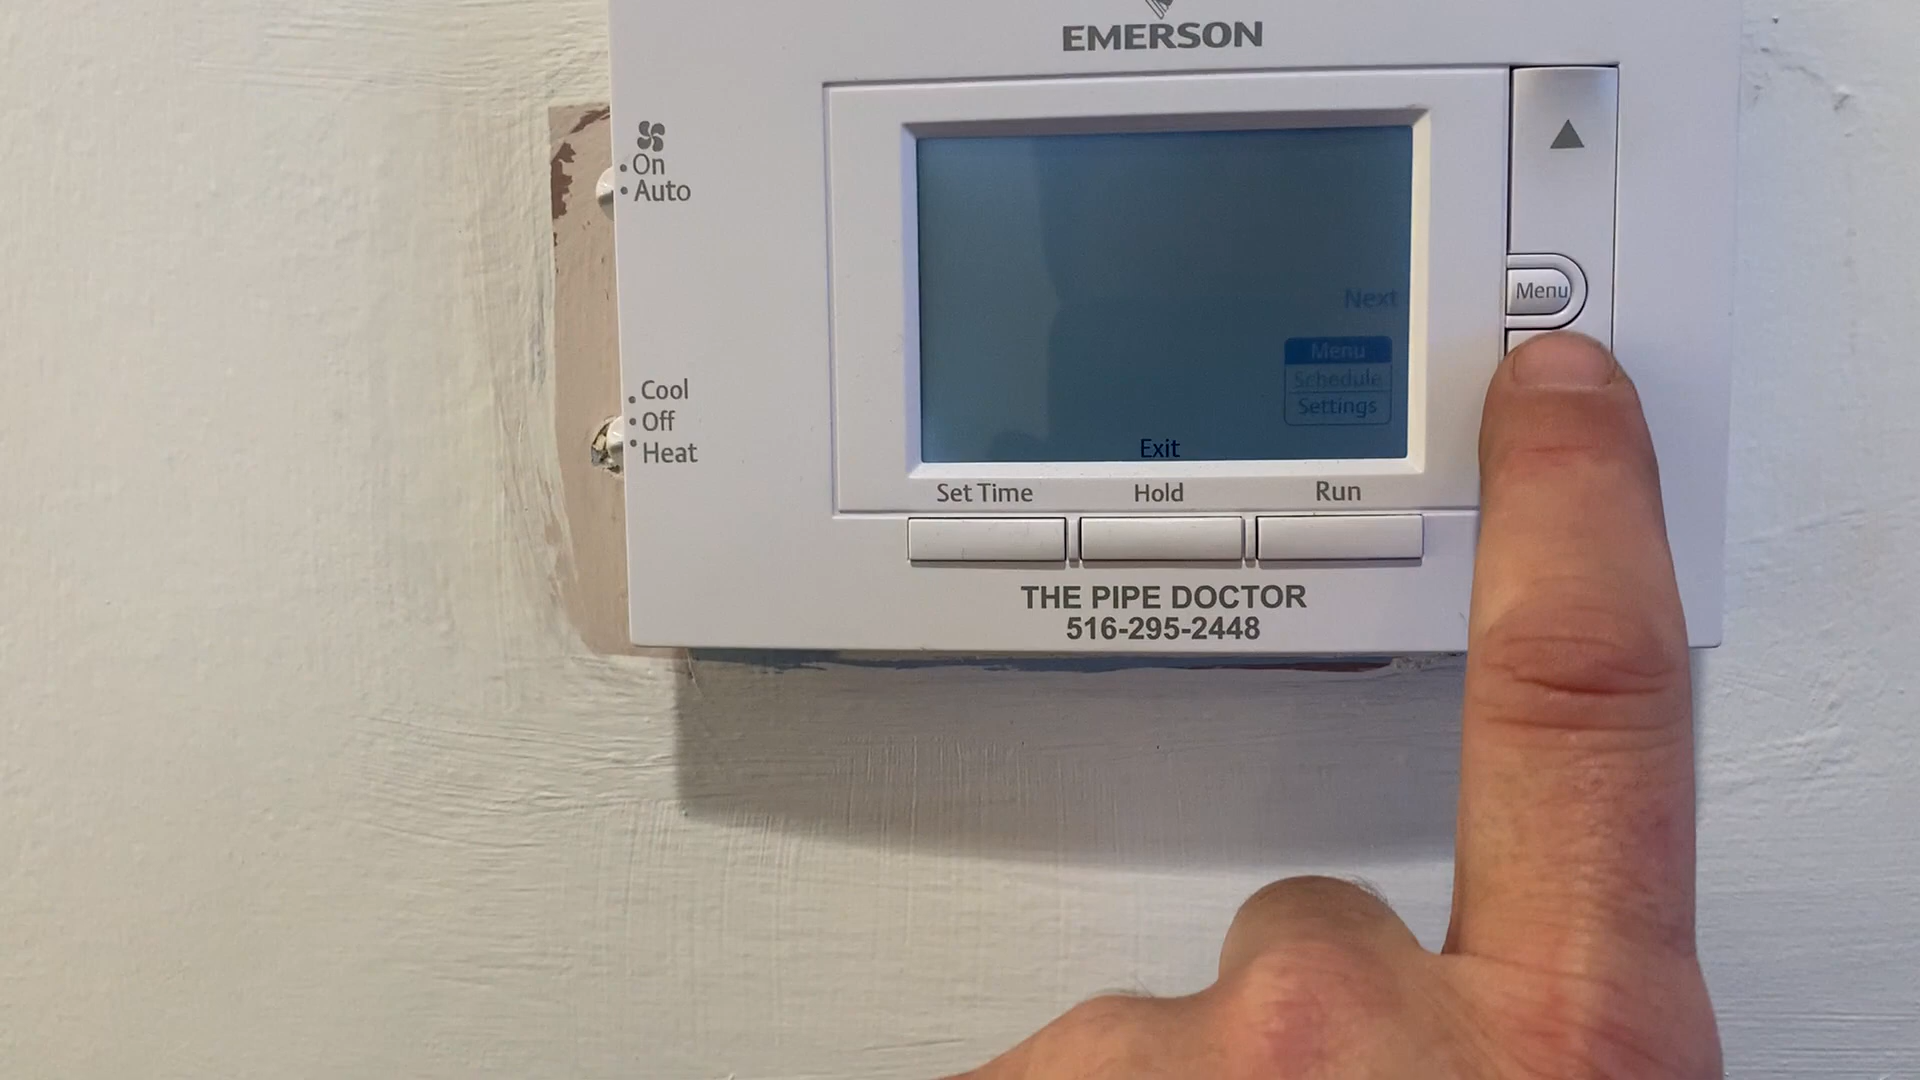 EMERSON
On
Auto
Menu
Next
Menu
Schedule
Settings
Cool
Off
Heat
Exit
Set Time Hold Run
THE PIPE DOCTOR
516-295-2448